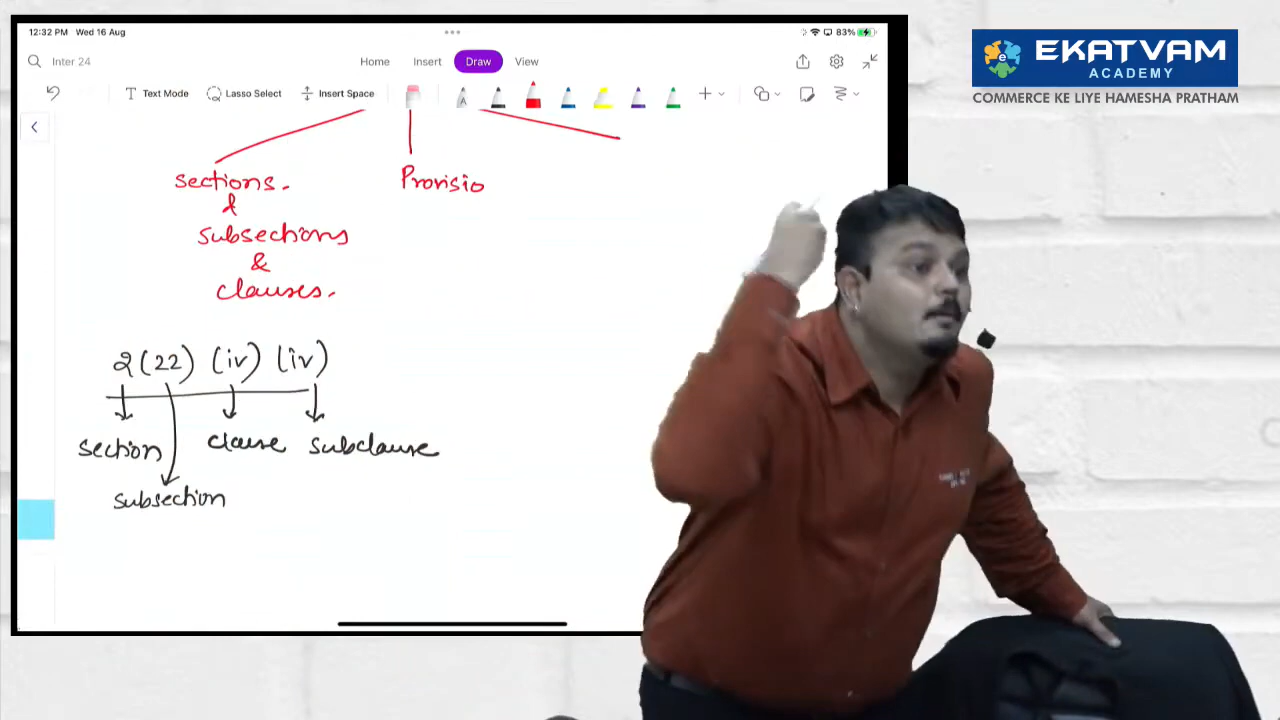 12:32 PM Wed 16 Aug
83%
Inter 24
Home Insert Draw View
Text Mode Lasso Select Insert Space
sections. Provisio
&
subsections
&
clauses.
2(22) (iv) (iv)
section clause subclause
subsection
EKATVAM
ACADEMY
COMMERCE KE LIYE HAMESHA PRATHAM